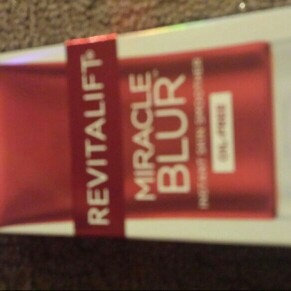 REVITALIFT®
MIRACLE
BLUR
INSTANT SKIN SMOOTHER
OIL-FREE